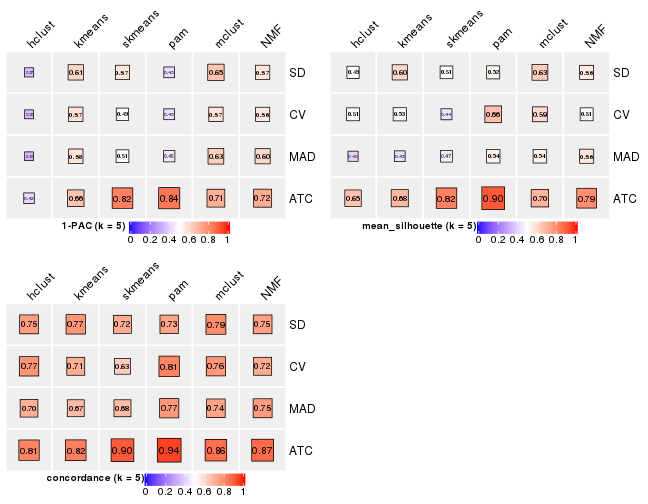 hclust kmeans skmeans pam mclust NMF
0.61 0.57 0.65 0.57 SD
0.57 0.49 0.57 0.56 CV
0.58 0.51 0.45 0.63 0.60 MAD
0.66 0.82 0.84 0.71 0.72 ATC
1-PAC (k = 5)
0 0.2 0.4 0.6 0.8 1
hclust kmeans skmeans pam mclust NMF
0.49 0.60 0.51 0.52 0.63 0.56 SD
0.51 0.53 0.44 0.66 0.59 0.51 CV
0.47 0.54 0.54 0.56 MAD
0.65 0.68 0.82 0.90 0.70 0.79 ATC
mean_silhouette (k = 5)
0 0.2 0.4 0.6 0.8 1
hclust kmeans skmeans pam mclust NMF
0.75 0.77 0.72 0.73 0.79 0.75 SD
0.77 0.71 0.63 0.81 0.76 0.72 CV
0.70 0.67 0.68 0.77 0.74 0.75 MAD
0.81 0.82 0.90 0.94 0.86 0.87 ATC
concordance (k = 5)
0 0.2 0.4 0.6 0.8 1